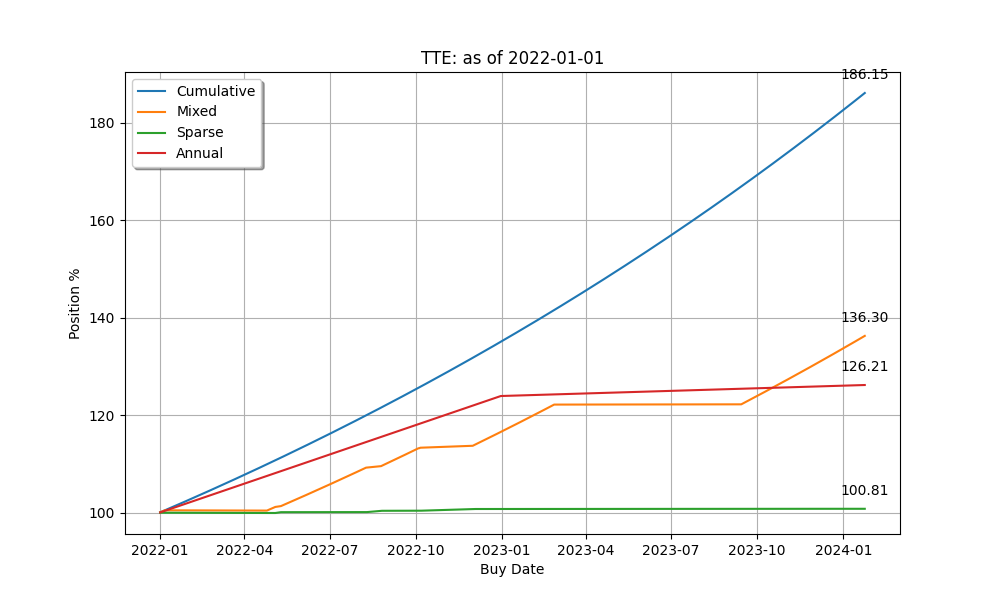 TTE: as of 2022-01-01
186.15
Cumulative
Mixed
Sparse
Annual
180
160
140
120
100
Position %
136.30
126.21
100.81
2022-01
2022-04
2022-07
2022-10
2023-01
2023-04
2023-07
2023-10
2024-01
Buy Date